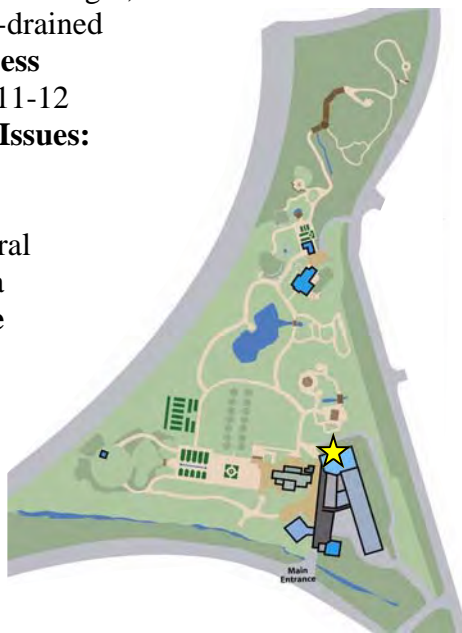 -drained
ess
11-12
Issues:
ral
a
e
Main
Entrance